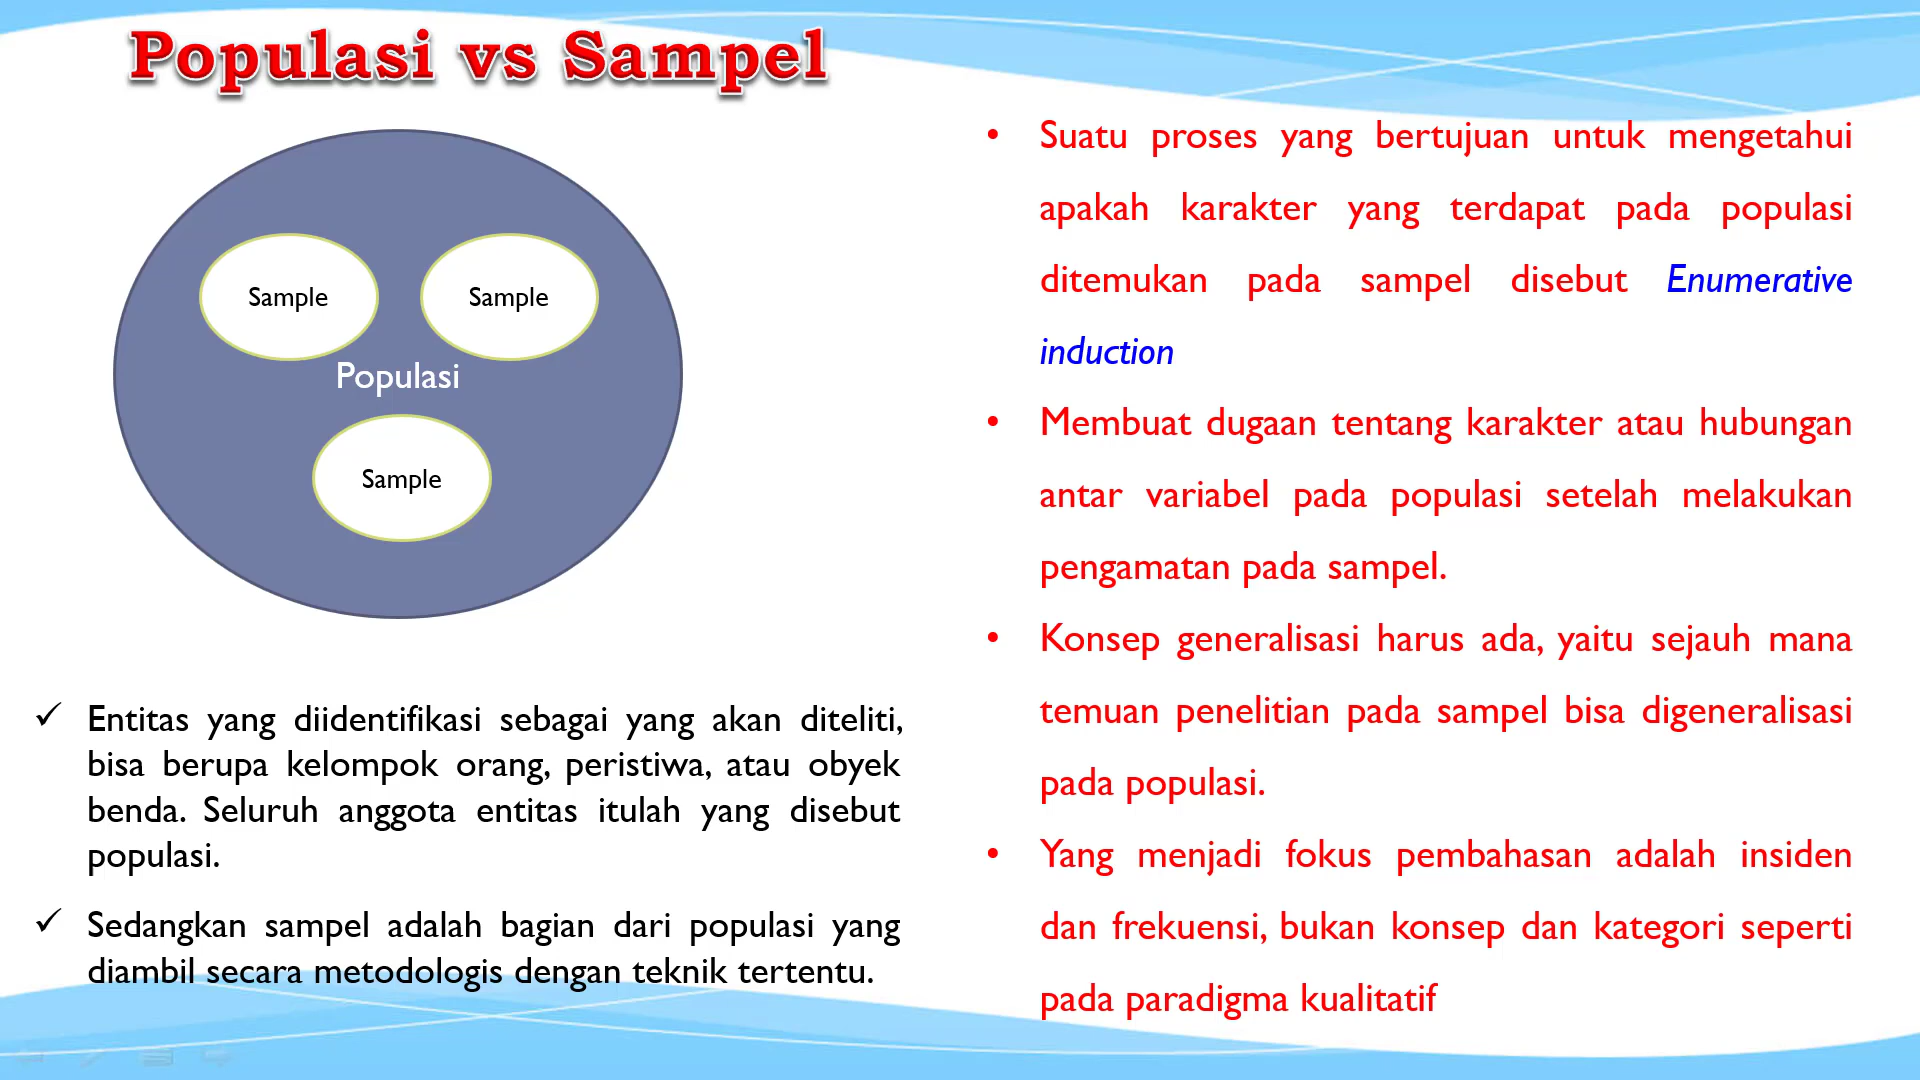 Populasi vs Sampel
Sample
Sample
Populasi
Sample
✓ Entitas yang diidentifikasi sebagai yang akan diteliti,
bisa berupa kelompok orang, peristiwa, atau obyek
benda. Seluruh anggota entitas itulah yang disebut
populasi.
✓ Sedangkan sampel adalah bagian dari populasi yang
diambil secara metodologis dengan teknik tertentu.
• Suatu proses yang bertujuan untuk mengetahui
apakah karakter yang terdapat pada populasi
ditemukan pada sampel disebut Enumerative
induction
• Membuat dugaan tentang karakter atau hubungan
antar variabel pada populasi setelah melakukan
pengamatan pada sampel.
• Konsep generalisasi harus ada, yaitu sejauh mana
temuan penelitian pada sampel bisa digeneralisasi
pada populasi.
• Yang menjadi fokus pembahasan adalah insiden
dan frekuensi, bukan konsep dan kategori seperti
pada paradigma kualitatif